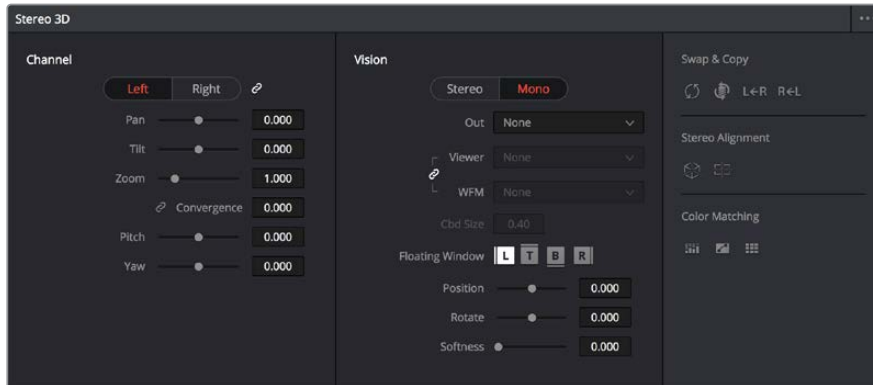 Stereo 3D
Channel
Left Right
Pan 0.000
Tilt 0.000
Zoom 1.000
Convergence 0.000
Pitch 0.000
Yaw 0.000
Vision
Stereo Mono
Out None
Viewer None
WFM None
Cbd Size 0.40
Floating Window L T B R
Position 0.000
Rotate 0.000
Softness 0.000
Swap & Copy
L←R R←L
Stereo Alignment
Color Matching